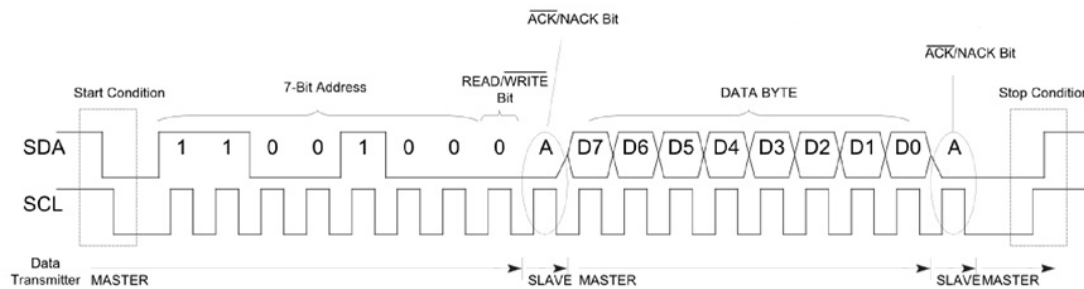 ACK/NACK Bit
ACK/NACK Bit
READ/WRITE
Bit
Start Condition
7-Bit Address
DATA BYTE
Stop Condition
SDA 1 1 0 0 1 0 0 0 0 A D7 D6 D5 D4 D3 D2 D1 D0 A
SCL
Data
Transmitter MASTER SLAVE MASTER SLAVE MASTER